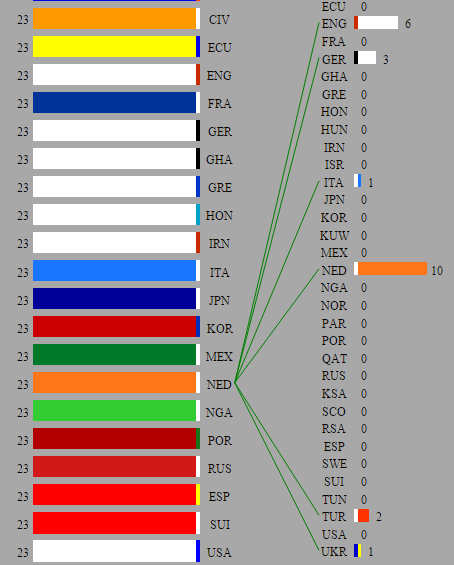 23 CIV
23 ECU
23 ENG
23 FRA
23 GER
23 GHA
23 GRE
23 HON
23 IRN
23 ITA
23 JPN
23 KOR
23 MEX
23 NED
23 NGA
23 POR
23 RUS
23 ESP
23 SUI
23 USA
ECU 0
ENG 6
FRA 0
GER 3
GHA 0
GRE 0
HON 0
HUN 0
IRN 0
ISR 0
ITA 1
JPN 0
KOR 0
KUW 0
MEX 0
NED 10
NGA 0
NOR 0
PAR 0
POR 0
QAT 0
RUS 0
KSA 0
SCO 0
RSA 0
ESP 0
SWE 0
SUI 0
TUN 0
TUR 2
USA 0
UKR 1